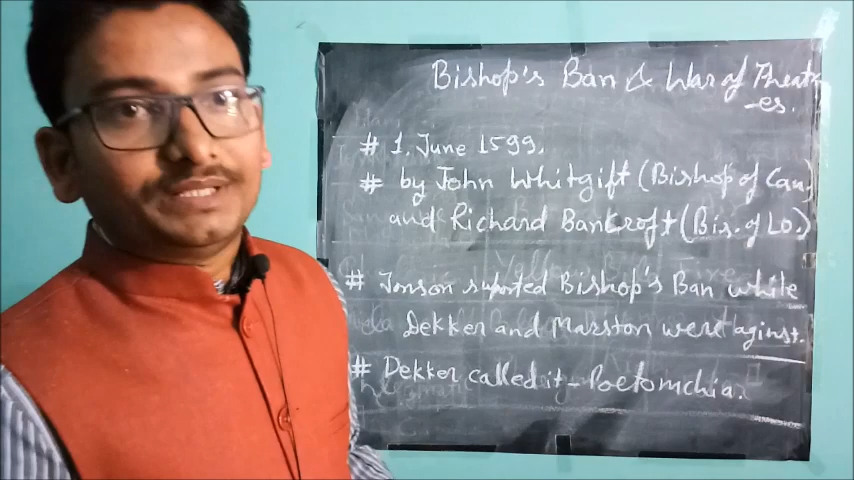 Bishop's Ban & War of Theatr
-es.
# 1. June 1599.
# by John Whitgift (Bishop of Can)
and Richard Bancroft (Bis. of Lo.)
# Jonson suported Bishop's Ban while
Dekker and Marston were aginst.
# Dekker called it - Poetomchia.